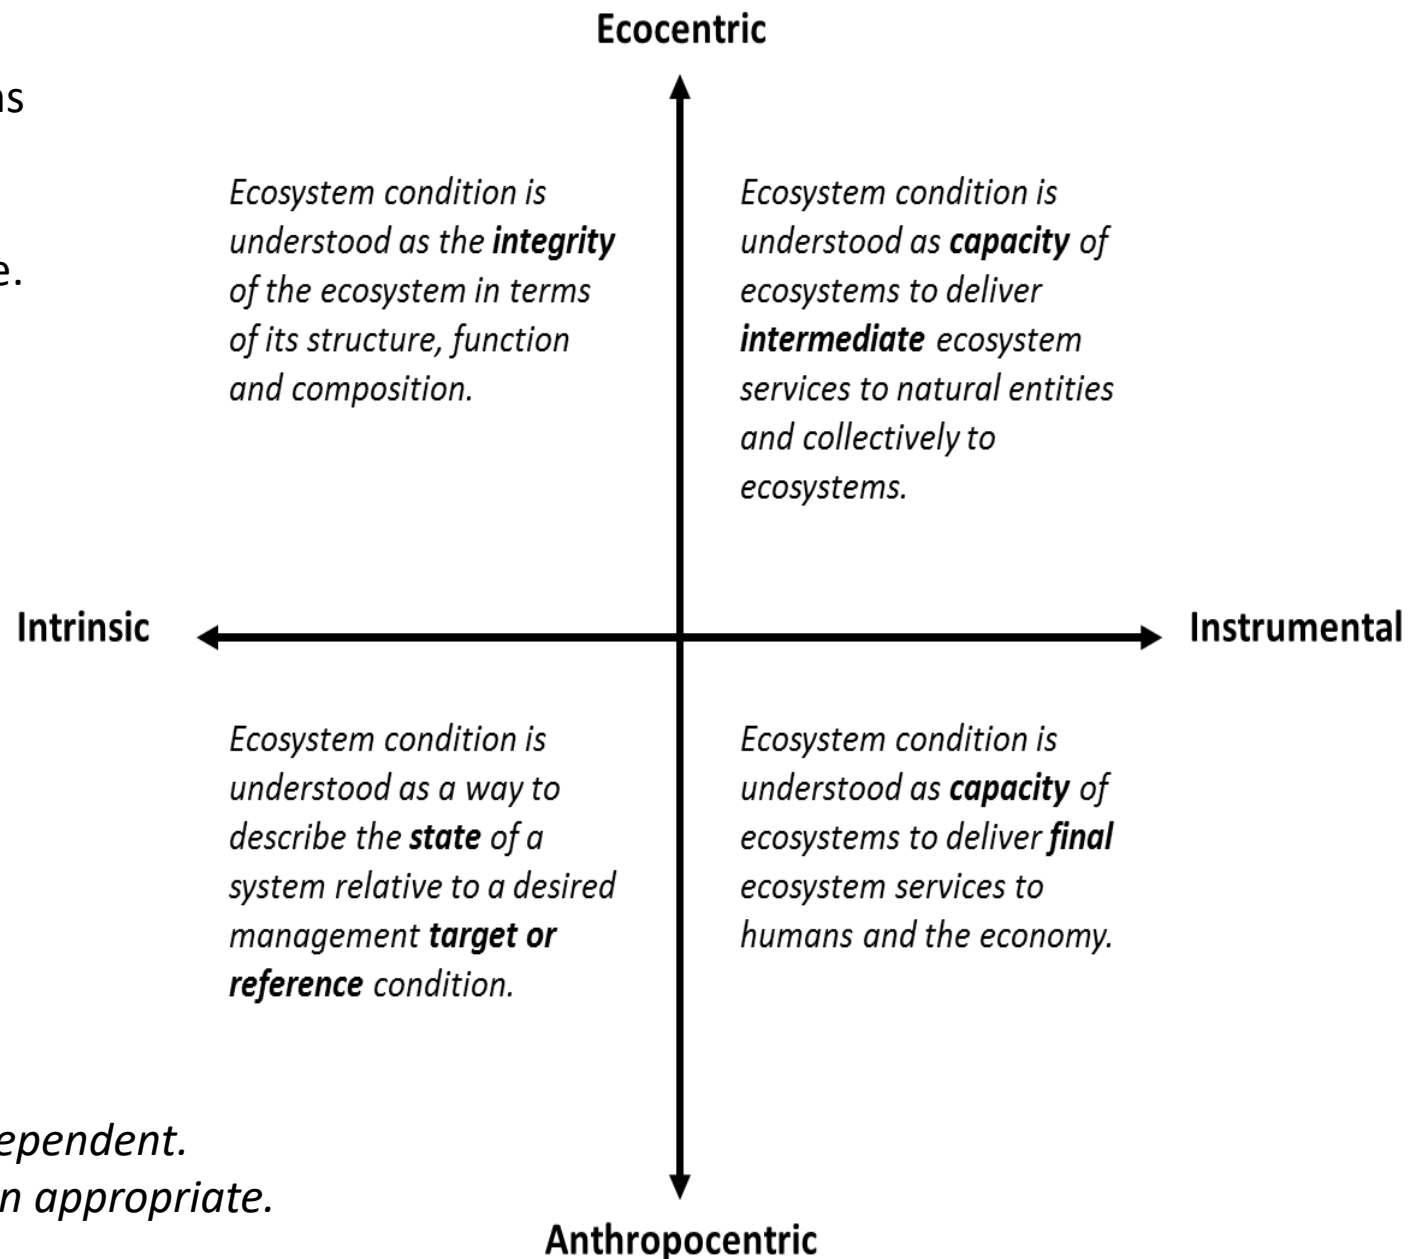 Ecocentric
ns
e.
Ecosystem condition is
understood as the integrity
of the ecosystem in terms
of its structure, function
and composition.
Ecosystem condition is
understood as capacity of
ecosystems to deliver
intermediate ecosystem
services to natural entities
and collectively to
ecosystems.
Intrinsic
Instrumental
Ecosystem condition is
understood as a way to
describe the state of a
system relative to a desired
management target or
reference condition.
Ecosystem condition is
understood as capacity of
ecosystems to deliver final
ecosystem services to
humans and the economy.
ependent.
n appropriate.
Anthropocentric